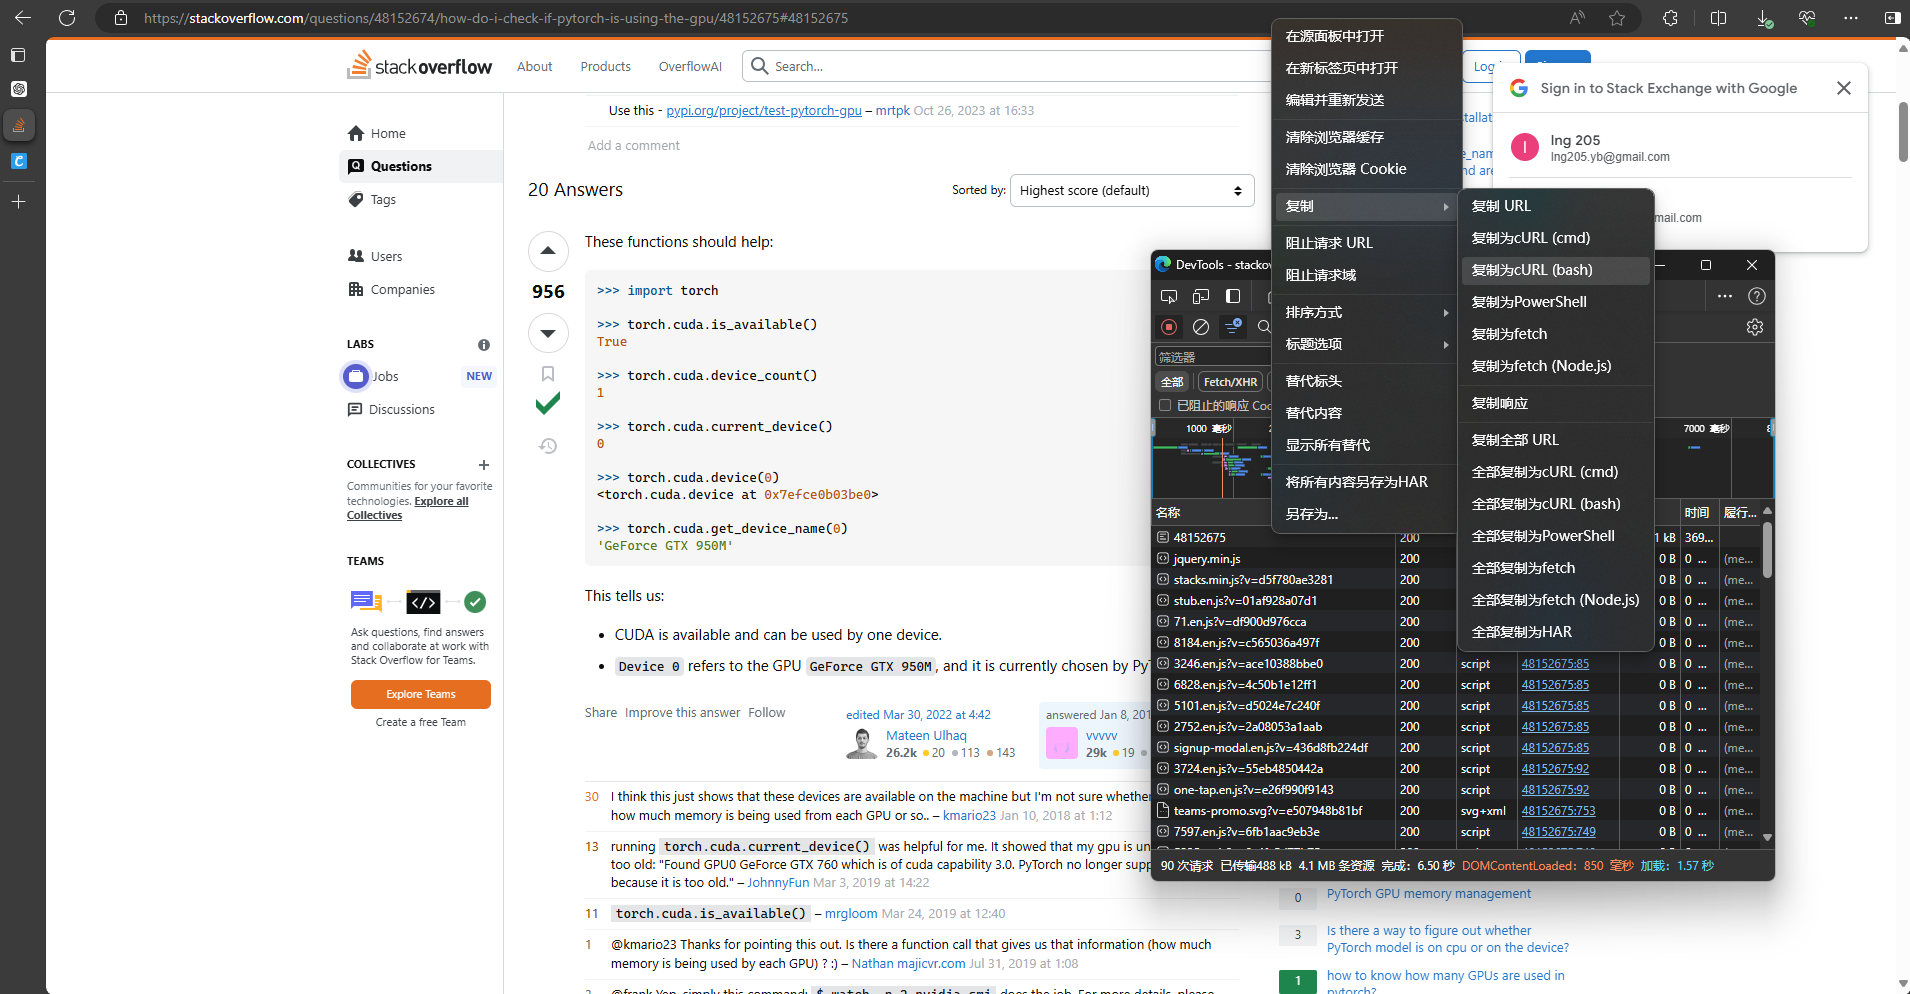 https://stackoverflow.com/questions/48152674/how-do-i-check-if-pytorch-is-using-the-gpu/48152675#48152675
stackoverflow
About
Products
OverflowAI
Search...
Home
Questions
Tags
Users
Companies
LABS
Jobs
NEW
Discussions
COLLECTIVES
Communities for your favorite
technologies. Explore all
Collectives
TEAMS
Ask questions, find answers
and collaborate at work with
Stack Overflow for Teams.
Explore Teams
Create a free Team
Use this - pypi.org/project/test-pytorch-gpu – mrtpk Oct 26, 2023 at 16:33
Add a comment
20 Answers
Sorted by:
Highest score (default)
956
These functions should help:
>>> import torch
>>> torch.cuda.is_available()
True
>>> torch.cuda.device_count()
1
>>> torch.cuda.current_device()
0
>>> torch.cuda.device(0)
<torch.cuda.device at 0x7efce0b03be0>
>>> torch.cuda.get_device_name(0)
'GeForce GTX 950M'
This tells us:
CUDA is available and can be used by one device.
Device 0 refers to the GPU GeForce GTX 950M, and it is currently chosen by
Share Improve this answer Follow
edited Mar 30, 2022 at 4:42
Mateen Ulhaq
26.2k 20 113 143
answered Jan 8,
vvvvv
29k 19
30 I think this just shows that these devices are available on the machine but I'm not sure whether
how much memory is being used from each GPU or so.. – kmario23 Jan 10, 2018 at 1:12
13 running torch.cuda.current_device() was helpful for me. It showed that my gpu is
too old: "Found GPU0 GeForce GTX 760 which is of cuda capability 3.0. PyTorch no longer
because it is too old." – JohnnyFun Mar 3, 2019 at 14:22
11 torch.cuda.is_available() – mrgloom Mar 24, 2019 at 12:40
1 @kmario23 Thanks for pointing this out. Is there a function call that gives us that information (how much
memory is being used by each GPU) ? :) – Nathan majicvr.com Jul 31, 2019 at 1:08
Sign in to Stack Exchange with Google
I
lng 205
lng205.yb@gmail.com
mail.com
在源面板中打开
在新标签页中打开
编辑并重新发送
清除浏览器缓存
清除浏览器 Cookie
复制
阻止请求 URL
阻止请求域
排序方式
标题选项
替代标头
替代内容
显示所有替代
将所有内容另存为HAR
另存为...
复制 URL
复制为cURL (cmd)
复制为cURL (bash)
复制为PowerShell
复制为fetch
复制为fetch (Node.js)
复制响应
复制全部 URL
全部复制为cURL (cmd)
全部复制为cURL (bash)
全部复制为PowerShell
全部复制为fetch
全部复制为fetch (Node.js)
全部复制为HAR
DevTools -
筛选器
全部
Fetch/XHR
已阻止的响应
1000 毫秒
7000 毫秒
名称
时间
履行...
48152675 200 369...
jquery.min.js 200 0 B 0 ... (me...
stacks.min.js?v=d5f780ae3281 200 0 B 0 ... (me...
stub.en.js?v=01af928a07d1 200 0 B 0 ... (me...
71.en.js?v=df900d976cca 200 0 B 0 ... (me...
8184.en.js?v=c565036a497f 200 0 B 0 ... (me...
3246.en.js?v=ace10388bbe0 200 script 48152675:85 0 B 0 ... (me...
6828.en.js?v=4c50b1e12ff1 200 script 48152675:85 0 B 0 ... (me...
5101.en.js?v=d5024e7c240f 200 script 48152675:85 0 B 0 ... (me...
2752.en.js?v=2a08053a1aab 200 script 48152675:85 0 B 0 ... (me...
signup-modal.en.js?v=436d8fb224df 200 script 48152675:85 0 B 0 ... (me...
3724.en.js?v=55eb4850442a 200 script 48152675:92 0 B 0 ... (me...
one-tap.en.js?v=e26f990f9143 200 script 48152675:92 0 B 0 ... (me...
teams-promo.svg?v=e507948b81bf 200 svg+xml 48152675:753 0 B 0 ... (me...
7597.en.js?v=6fb1aac9eb3e 200 script 48152675:749 0 B 0 ... (me...
90 次请求 已传输488 kB 4.1 MB 条资源 完成: 6.50 秒 DOMContentLoaded: 850 毫秒 加载: 1.57 秒
0 PyTorch GPU memory management
3 Is there a way to figure out whether
PyTorch model is on cpu or on the device?
1 how to know how many GPUs are used in
pytorch?